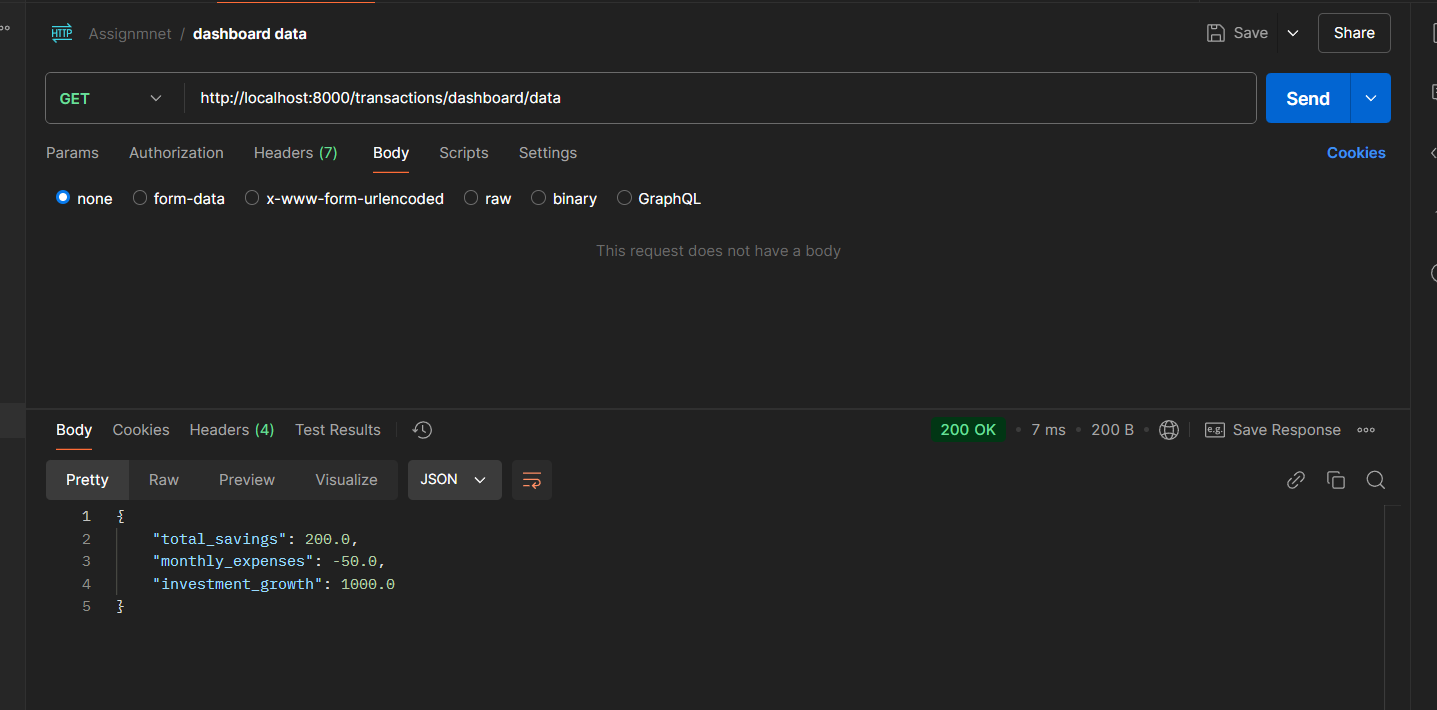 HTTP Assignmnet / dashboard data Save Share
GET http://localhost:8000/transactions/dashboard/data Send
Params Authorization Headers (7) Body Scripts Settings Cookies
none form-data x-www-form-urlencoded raw binary GraphQL
This request does not have a body
Body Cookies Headers (4) Test Results 200 OK • 7 ms • 200 B • e.g. Save Response
Pretty Raw Preview Visualize JSON
1 {
2 "total_savings": 200.0,
3 "monthly_expenses": -50.0,
4 "investment_growth": 1000.0
5 }